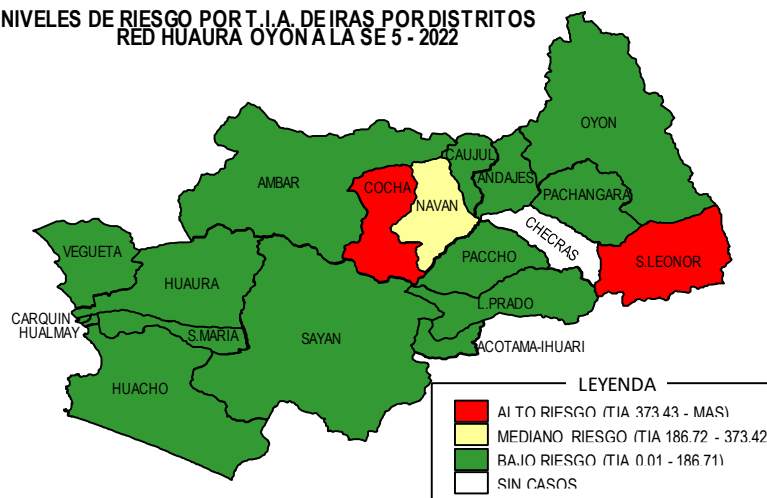 NIVELES DE RIESGO POR T.I.A. DE IRAS POR DISTRITOS
RED HUAURA OYON A LA SE 5 - 2022
OYON
CAUJUL
ANDAJES
AMBAR
COCHA
NAVAN
PACHANGARA
CHECRAS
VEGUETA
PACCHO
S.LEONOR
HUAURA
L.PRADO
CARQUIN
HUALMAY
S.MARIA
SAYAN
ACOTAMA-IHUARI
HUACHO
LEYENDA
ALTO RIESGO (TIA 373.43 - MAS)
MEDIANO RIESGO (TIA 186.72 - 373.42
BAJO RIESGO (TIA 0.01 - 186.71)
SIN CASOS